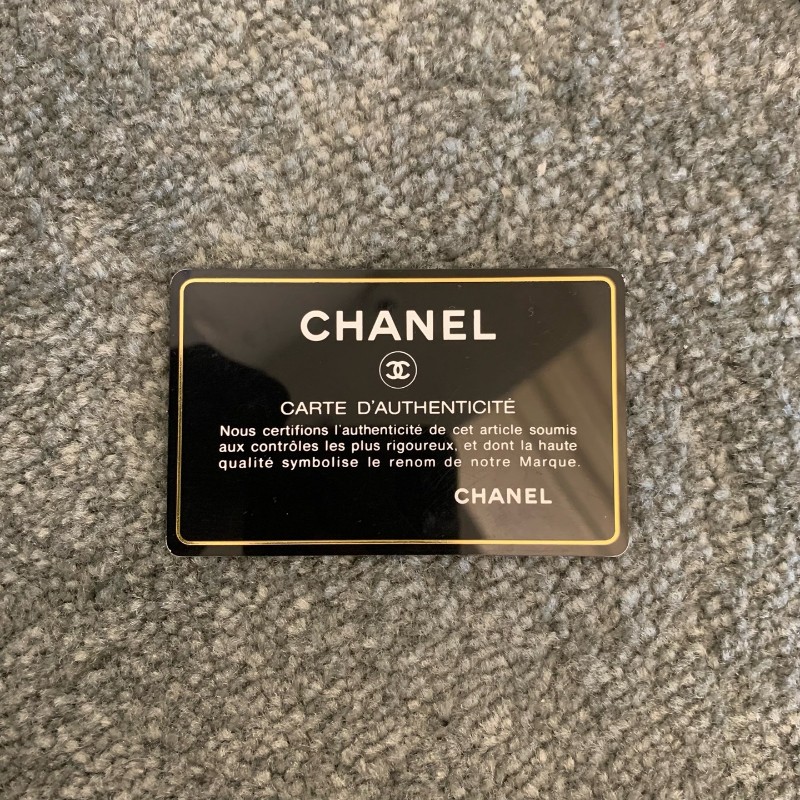 CHANEL
CARTE D'AUTHENTICITÉ
Nous certifions l'authenticité de cet article soumis
aux contrôles les plus rigoureux, et dont la haute
qualité symbolise le renom de notre Marque.
CHANEL